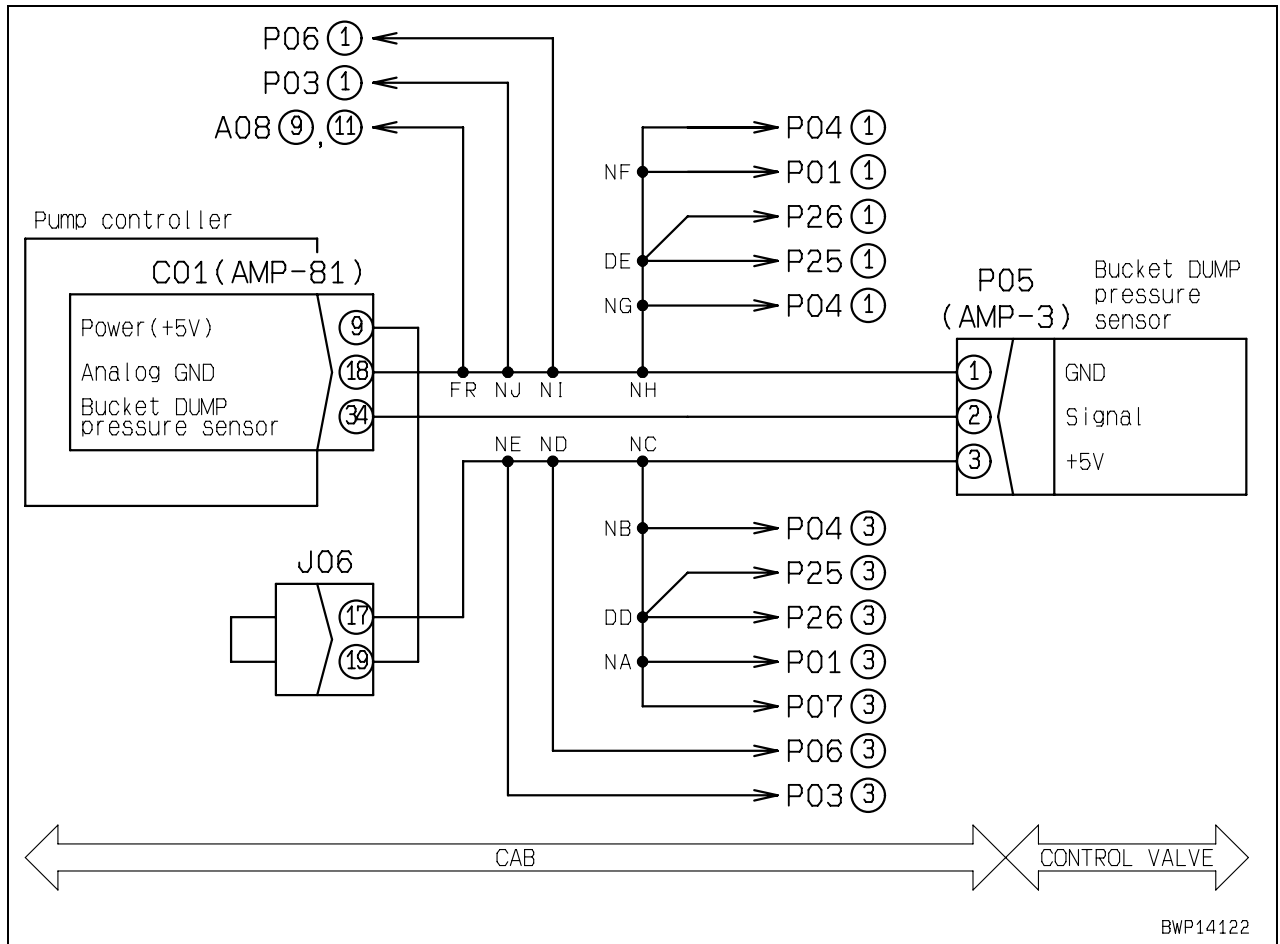 P06 1
P03 1
A08 9 , 11
P04 1
NF P01 1
P26 1
DE P25 1
NG P04 1
Pump controller
C01(AMP-81)
Power(+5V) 9
Analog GND 18
Bucket DUMP
pressure sensor 34
FR NJ NI NH
P05
(AMP-3)
Bucket DUMP
pressure
sensor
1 GND
2 Signal
3 +5V
NE ND NC
J06
17
19
NB P04 3
P25 3
DD P26 3
NA P01 3
P07 3
P06 3
P03 3
CAB
CONTROL VALVE
BWP14122